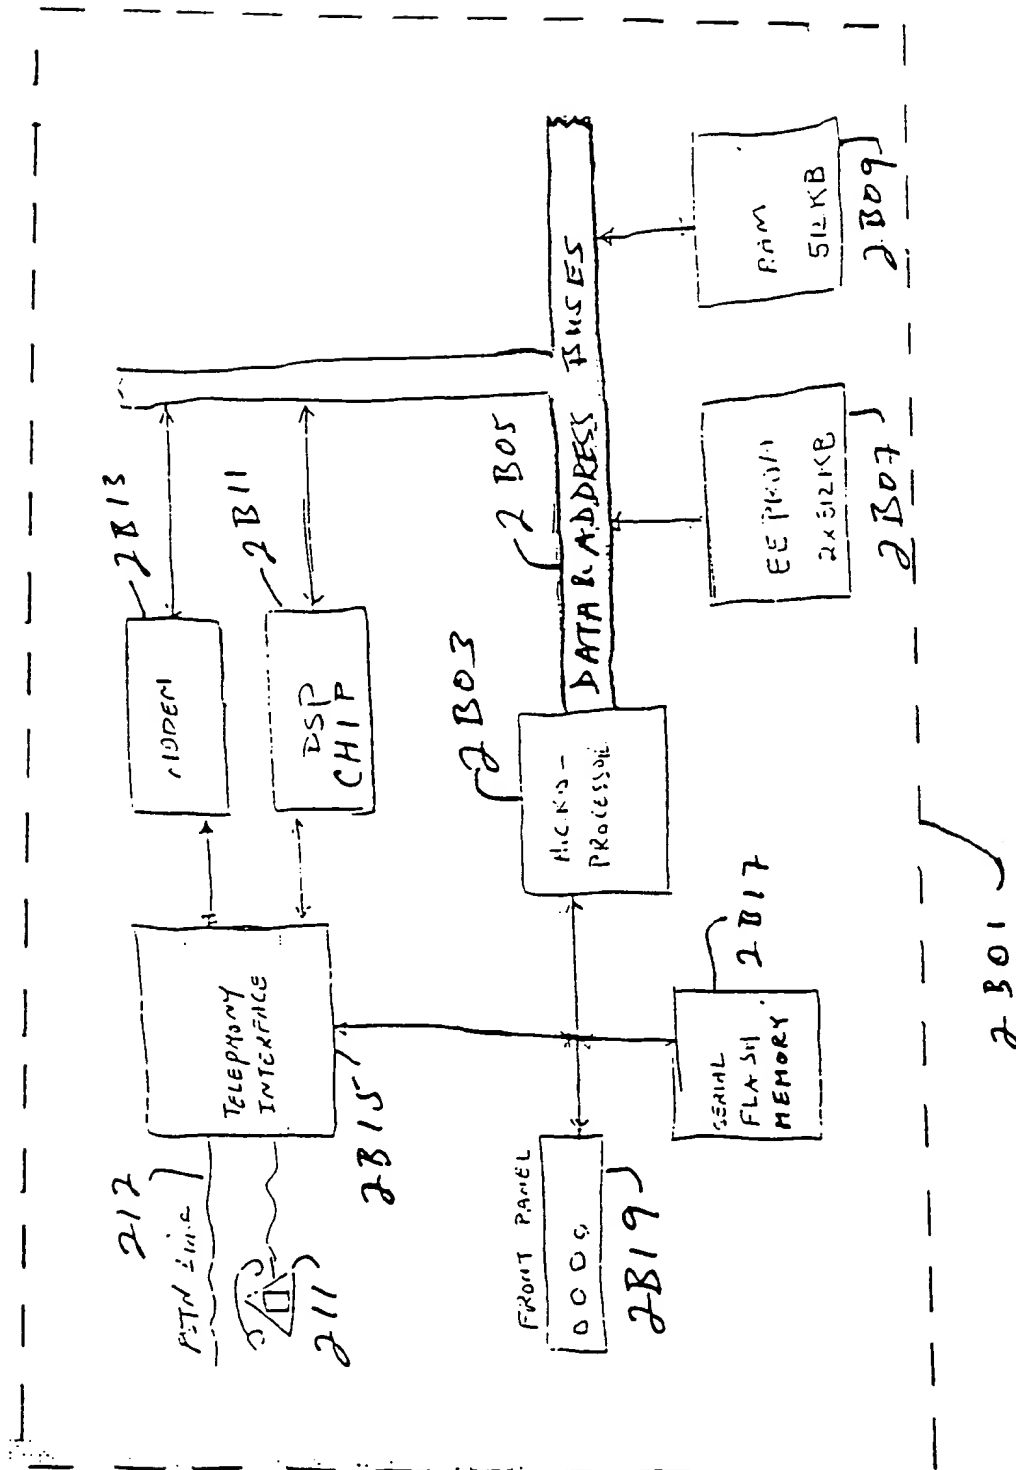 2B13
MODEM
2B11
DSP
CHIP
212
PSTN Line
TELEPHONY
INTERFACE
211
2B15
2B05
DATA & ADDRESS BUSES
2B03
MICRO-
PROCESSOR
FRONT PANEL
0000
2B19
2B17
SERIAL
FLASH
MEMORY
EEPROM
2x512KB
2B07
RAM
512KB
2B09
2B01